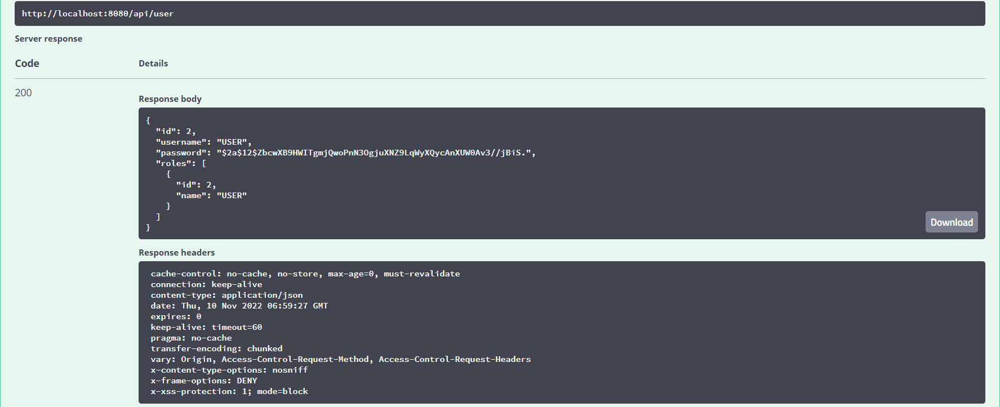 http://localhost:8080/api/user
Server response
Code Details
200
Response body
{
"id": 2,
"username": "USER",
"password": "$2a$12$ZbcwXB9HWITgmjQwoPnN3OgjuXNZ9LqWyXQycAnXUW0Av3//jBiS.",
"roles": [
{
"id": 2,
"name": "USER"
}
]
}
Download
Response headers
cache-control: no-cache, no-store, max-age=0, must-revalidate
connection: keep-alive
content-type: application/json
date: Thu, 10 Nov 2022 06:59:27 GMT
expires: 0
keep-alive: timeout=60
pragma: no-cache
transfer-encoding: chunked
vary: Origin, Access-Control-Request-Method, Access-Control-Request-Headers
x-content-type-options: nosniff
x-frame-options: DENY
x-xss-protection: 1; mode=block